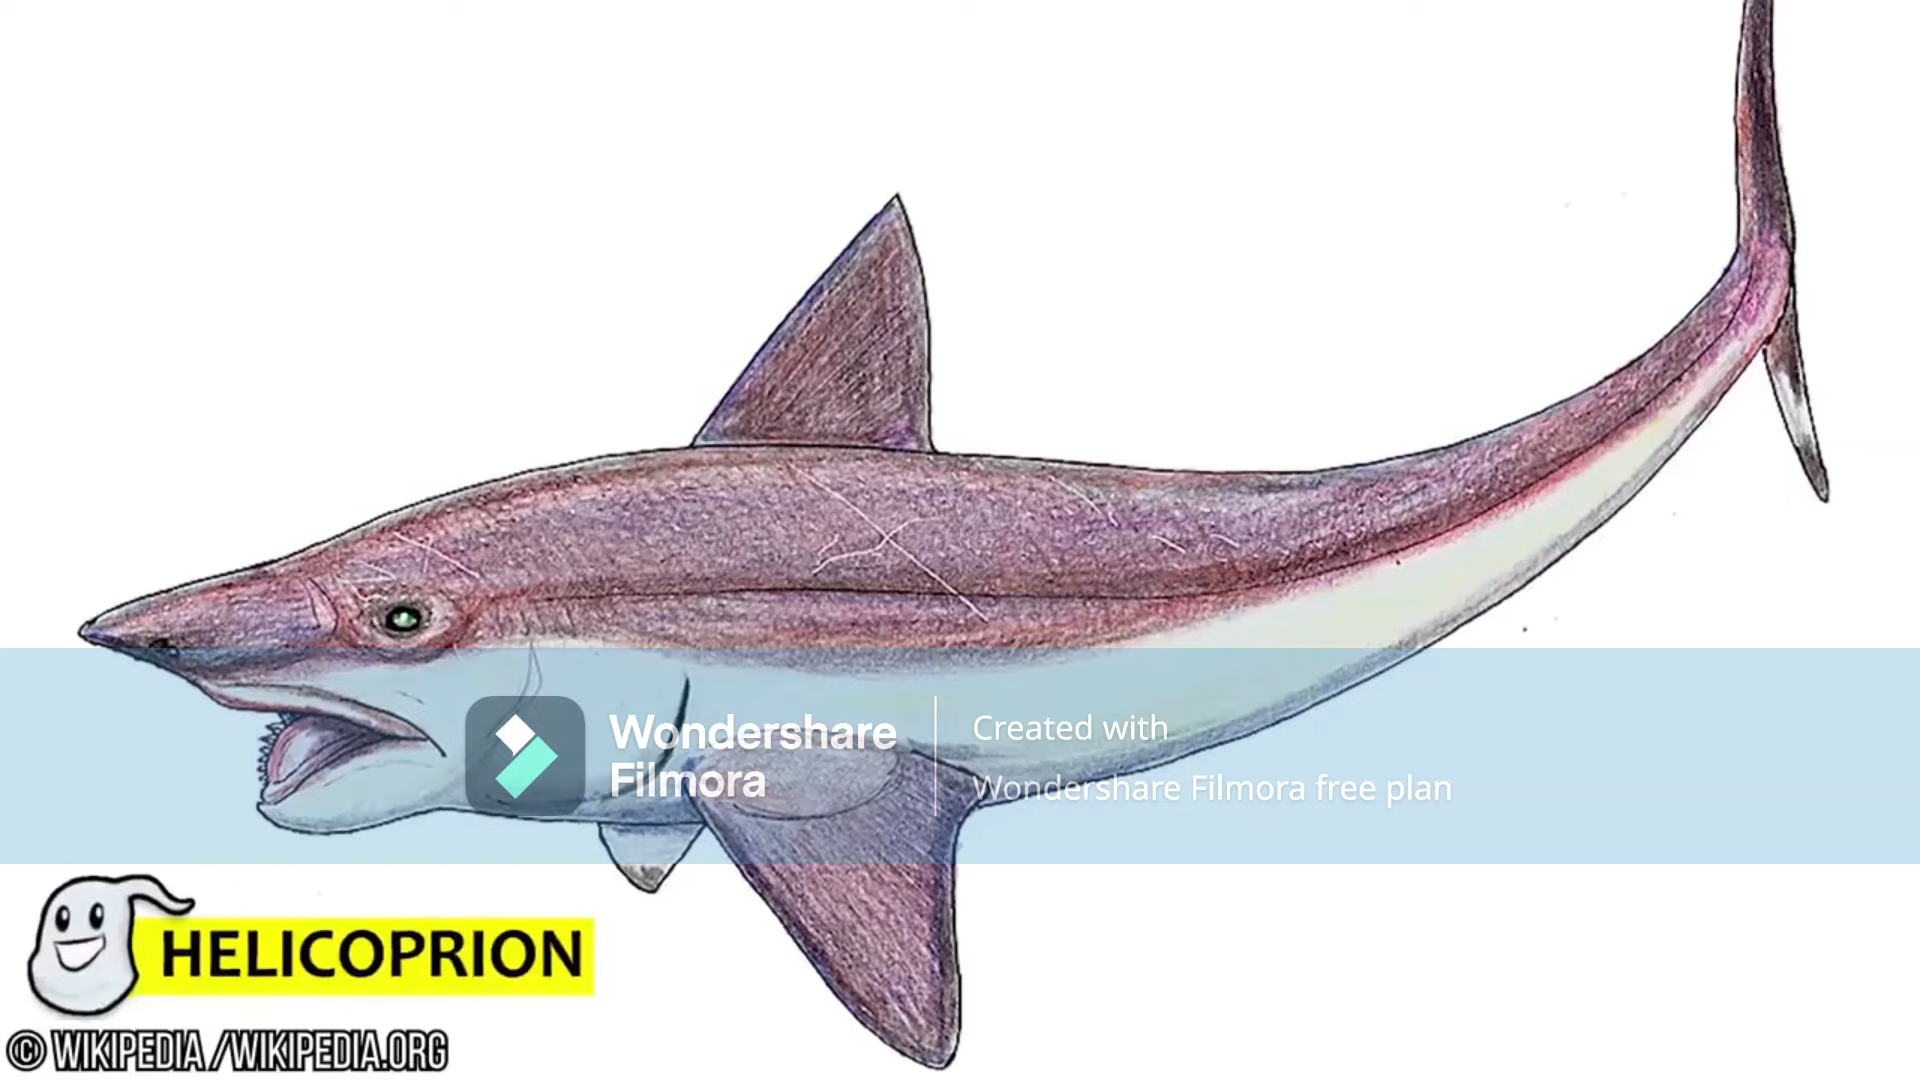 Wondershare
Filmora
Created with
Wondershare Filmora free plan
HELICOPRION
© WIKIPEDIA /WIKIPEDIA.ORG